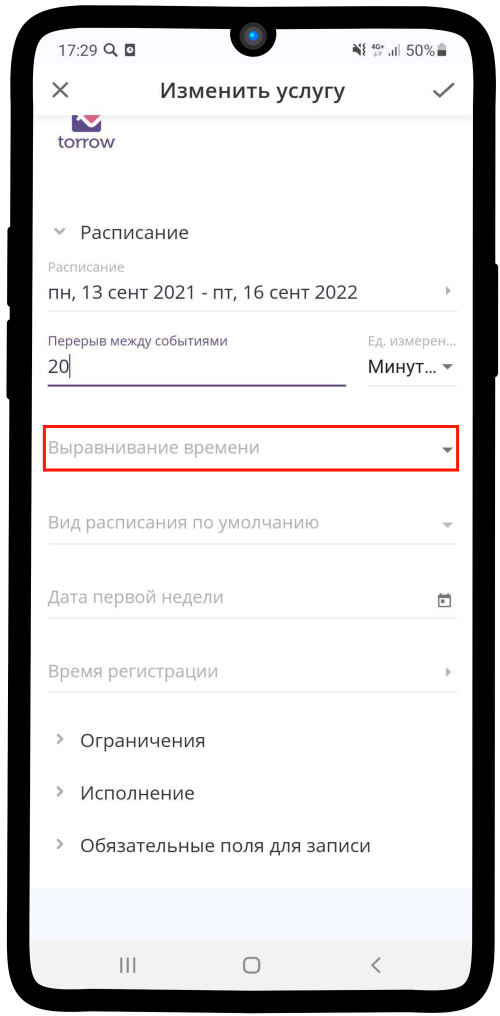 17:29 4G+ 50%
Изменить услугу
torrow
Расписание
Расписание
пн, 13 сент 2021 - пт, 16 сент 2022
Перерыв между событиями Ед. измерен...
20 Минут...
Выравнивание времени
Вид расписания по умолчанию
Дата первой недели
Время регистрации
Ограничения
Исполнение
Обязательные поля для записи